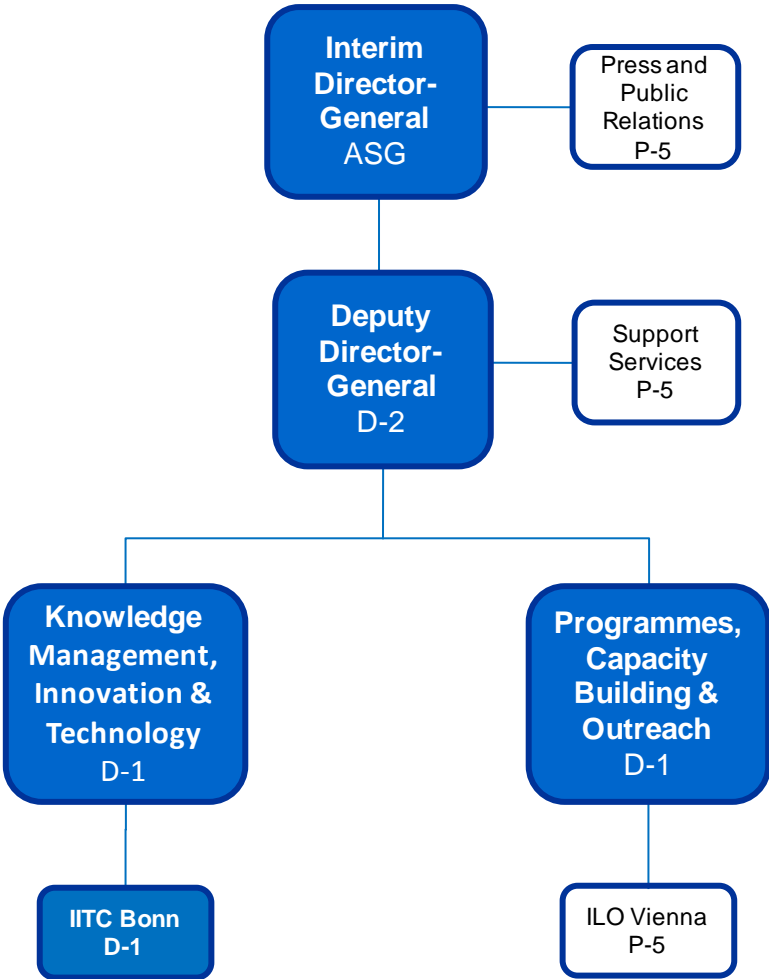 Interim
Director-
General
ASG
Press and
Public
Relations
P-5
Deputy
Director-
General
D-2
Support
Services
P-5
Knowledge
Management,
Innovation &
Technology
D-1
Programmes,
Capacity
Building &
Outreach
D-1
IITC Bonn
D-1
ILO Vienna
P-5